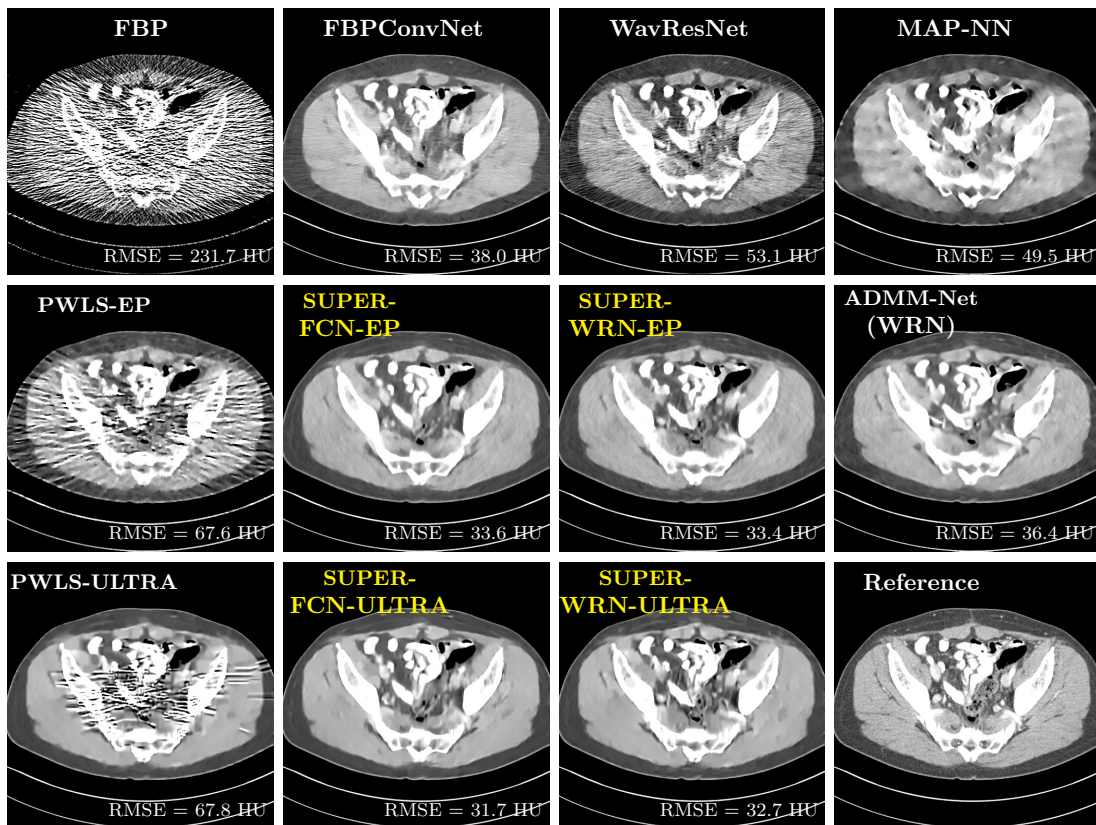 FBP
FBPConvNet
WavResNet
MAP-NN
RMSE = 231.7 HU
RMSE = 38.0 HU
RMSE = 53.1 HU
RMSE = 49.5 HU
PWLS-EP
SUPER-
FCN-EP
SUPER-
WRN-EP
ADMM-Net
(WRN)
RMSE = 67.6 HU
RMSE = 33.6 HU
RMSE = 33.4 HU
RMSE = 36.4 HU
PWLS-ULTRA
SUPER-
FCN-ULTRA
SUPER-
WRN-ULTRA
Reference
RMSE = 67.8 HU
RMSE = 31.7 HU
RMSE = 32.7 HU